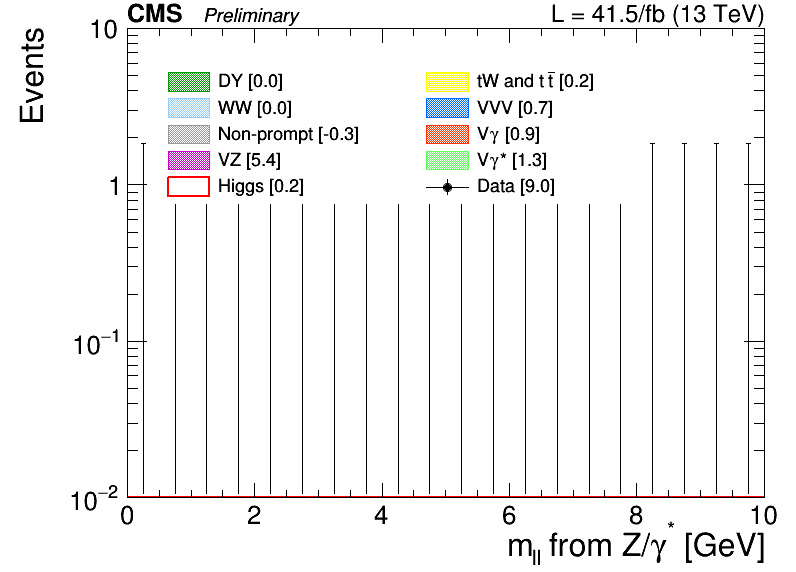 CMS Preliminary L = 41.5/fb (13 TeV)
Events
10
1
10⁻¹
10⁻²
DY [0.0]
WW [0.0]
Non-prompt [-0.3]
VZ [5.4]
Higgs [0.2]
tW and tt̅ [0.2]
VVV [0.7]
Vγ [0.9]
Vγ* [1.3]
Data [9.0]
0 2 4 6 8 10
m_ll from Z/γ* [GeV]